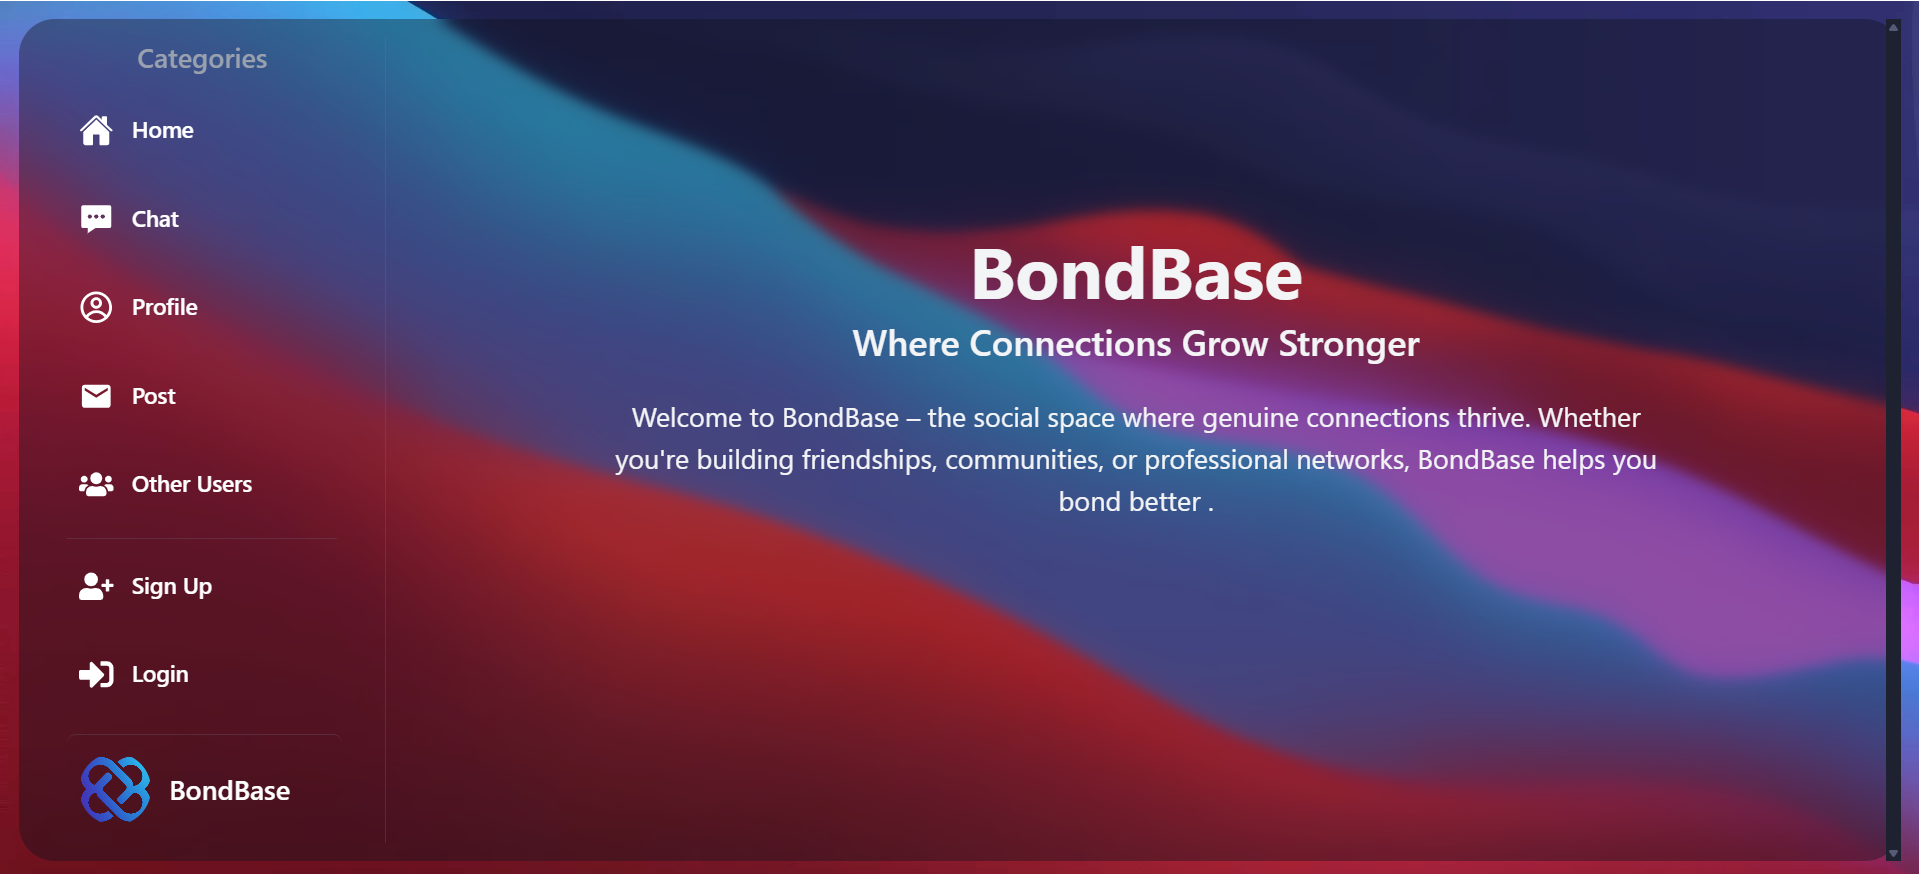 Categories
Home
Chat
Profile
Post
Other Users
Sign Up
Login
BondBase
BondBase
Where Connections Grow Stronger
Welcome to BondBase – the social space where genuine connections thrive. Whether
you're building friendships, communities, or professional networks, BondBase helps you
bond better .